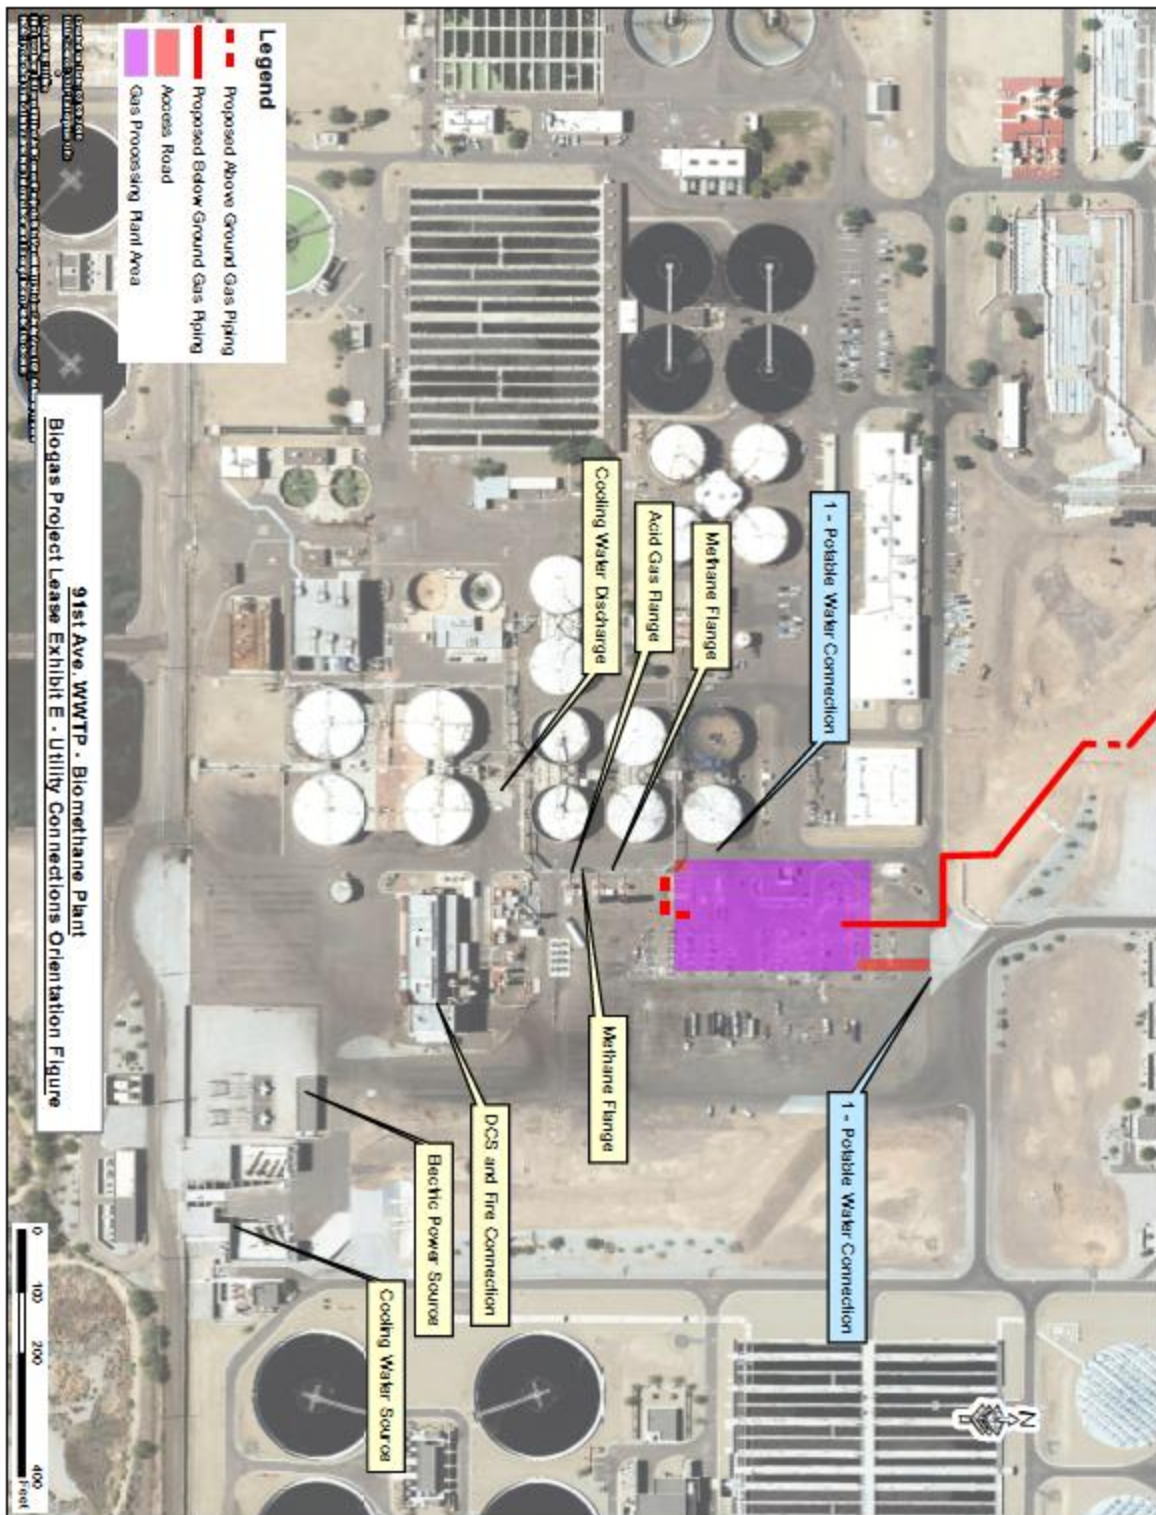 Legend
Proposed Above Ground Gas Piping
Proposed Below Ground Gas Piping
Access Road
Gas Processing Plant Area
Cooling Water Discharge
Acid Gas Flange
Methane Flange
1 - Potable Water Connection
Methane Flange
1 - Potable Water Connection
DCS and Fire Connection
Electric Power Source
Cooling Water Source
N
91st Ave. WWTP - Biomethane Plant
Biogas Project Lease Exhibit E - Utility Connections Orientation Figure
0 100 200 400
Feet